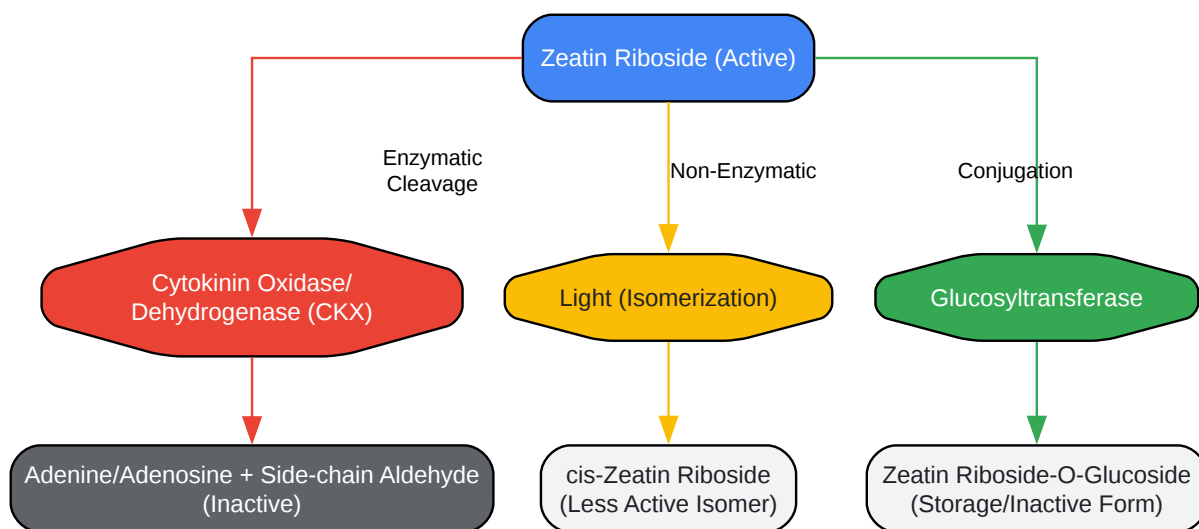 Zeatin Riboside (Active)
Enzymatic
Cleavage
Non-Enzymatic
Conjugation
Cytokinin Oxidase/
Dehydrogenase (CKX)
Light (Isomerization)
Glucosyltransferase
Adenine/Adenosine + Side-chain Aldehyde
(Inactive)
cis-Zeatin Riboside
(Less Active Isomer)
Zeatin Riboside-O-Glucoside
(Storage/Inactive Form)